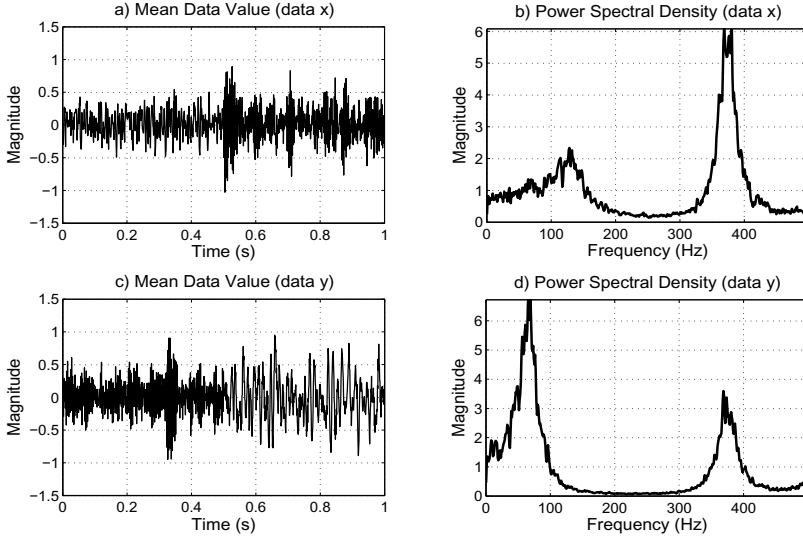 a) Mean Data Value (data x)
1.5
1
0.5
0
−0.5
−1
−1.5
Magnitude
0 0.2 0.4 0.6 0.8 1
Time (s)
b) Power Spectral Density (data x)
6
5
4
3
2
1
0
Magnitude
0 100 200 300 400 500
Frequency (Hz)
c) Mean Data Value (data y)
1.5
1
0.5
0
−0.5
−1
−1.5
Magnitude
0 0.2 0.4 0.6 0.8 1
Time (s)
d) Power Spectral Density (data y)
6
5
4
3
2
1
0
Magnitude
0 100 200 300 400 500
Frequency (Hz)